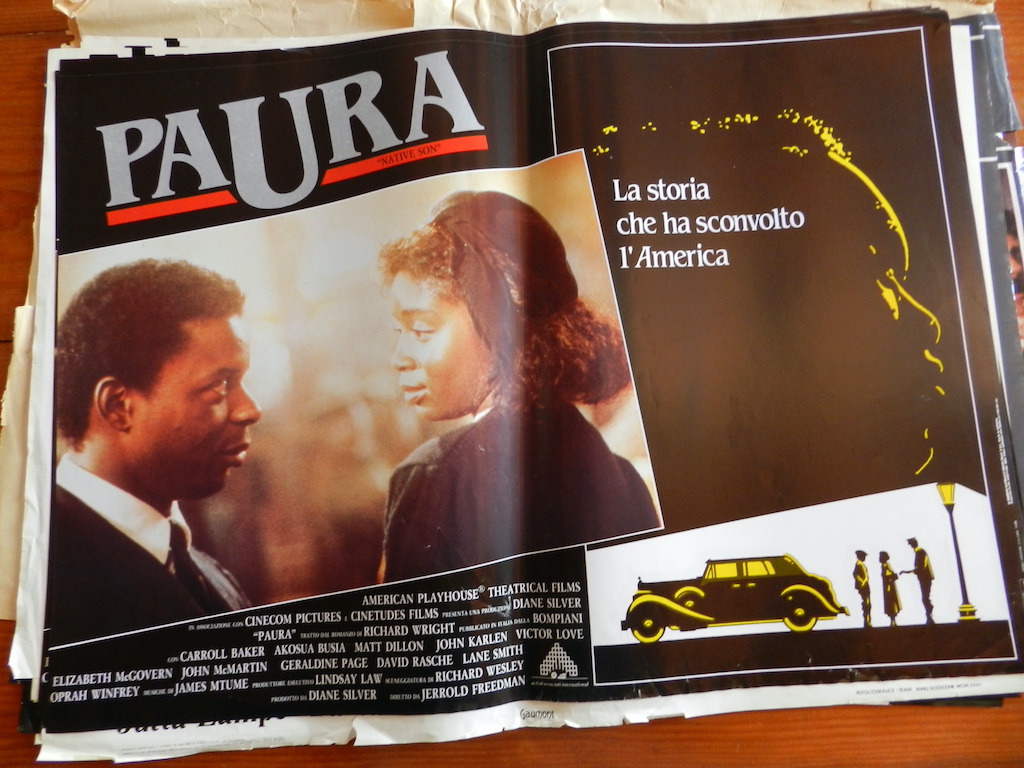 PAURA
"NATIVE SON"
La storia
che ha sconvolto
l'America
AMERICAN PLAYHOUSE® THEATRICAL FILMS
IN ASSOCIAZIONE CON CINECOM PICTURES E CINETUDES FILMS PRESENTA UNA PRODUZIONE DIANE SILVER
"PAURA" TRATTO DAL ROMANZO DI RICHARD WRIGHT PUBBLICATO IN ITALIA DALLA BOMPIANI
CON CARROLL BAKER AKOSUA BUSIA MATT DILLON JOHN KARLEN VICTOR LOVE
ELIZABETH McGOVERN JOHN McMARTIN GERALDINE PAGE DAVID RASCHE LANE SMITH
OPRAH WINFREY MUSICHE DI JAMES MTUME PRODUTTORE ESECUTIVO LINDSAY LAW SCENEGGIATURA DI RICHARD WESLEY
PRODOTTO DA DIANE SILVER DIRETTO DA JERROLD FREEDMAN
Gaumont